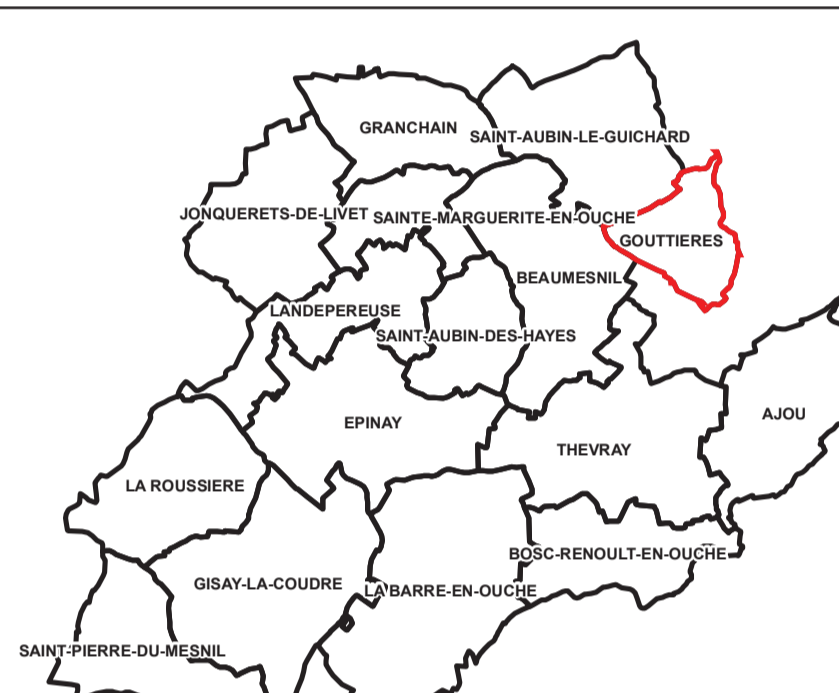 GRANCHAIN
SAINT-AUBIN-LE-GUICHARD
JONQUERETS-DE-LIVET
SAINTE-MARGUERITE-EN-OUCHE
GOUTTIERES
BEAUMESNIL
LANDEPEREUSE
SAINT-AUBIN-DES-HAYES
EPINAY
AJOU
THEVRAY
LA ROUSSIERE
BOSC-RENOULT-EN-OUCHE
GISAY-LA-COUDRE
LA BARRE-EN-OUCHE
SAINT-PIERRE-DU-MESNIL